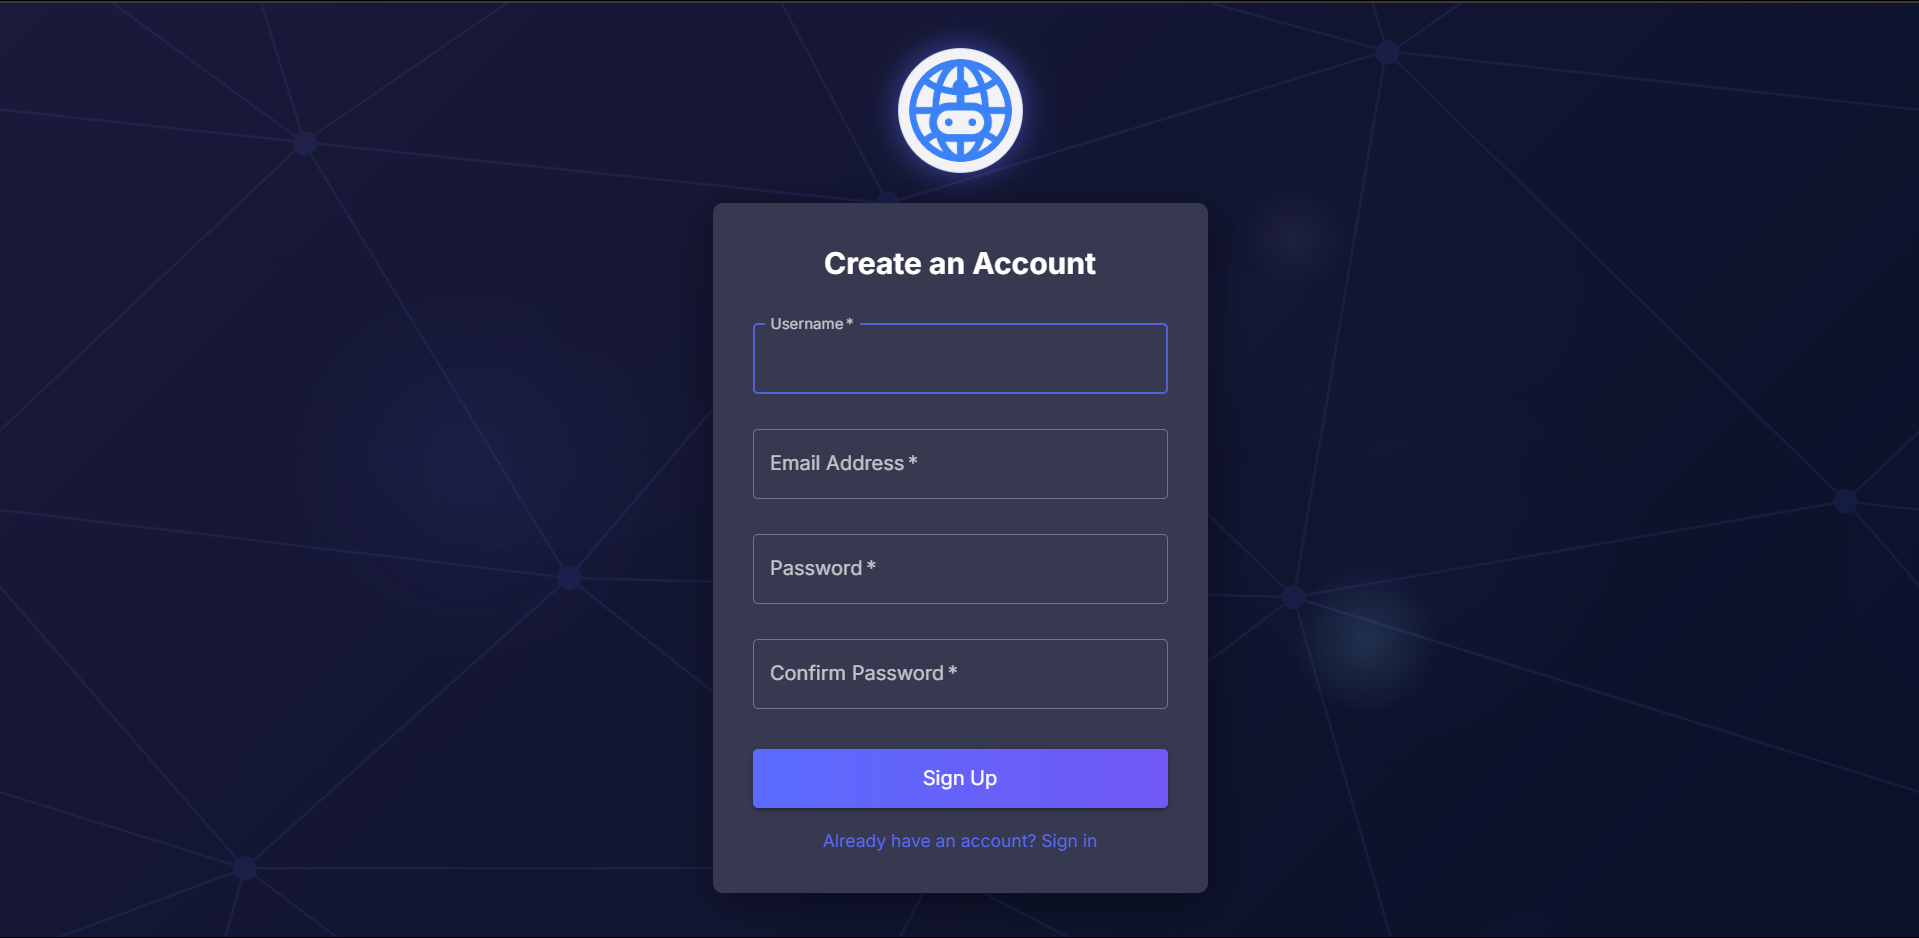 Create an Account
Username *
Email Address *
Password *
Confirm Password *
Sign Up
Already have an account? Sign in